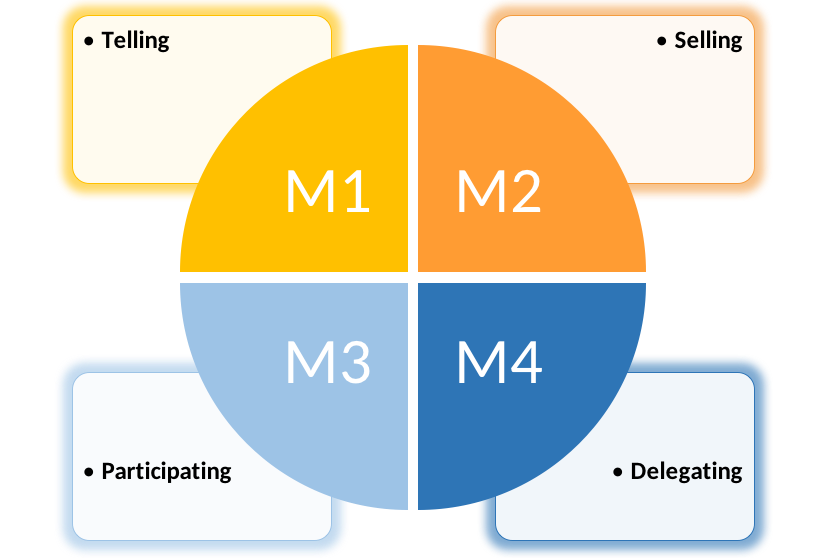 • Telling
• Selling
M1
M2
M3
M4
• Participating
• Delegating